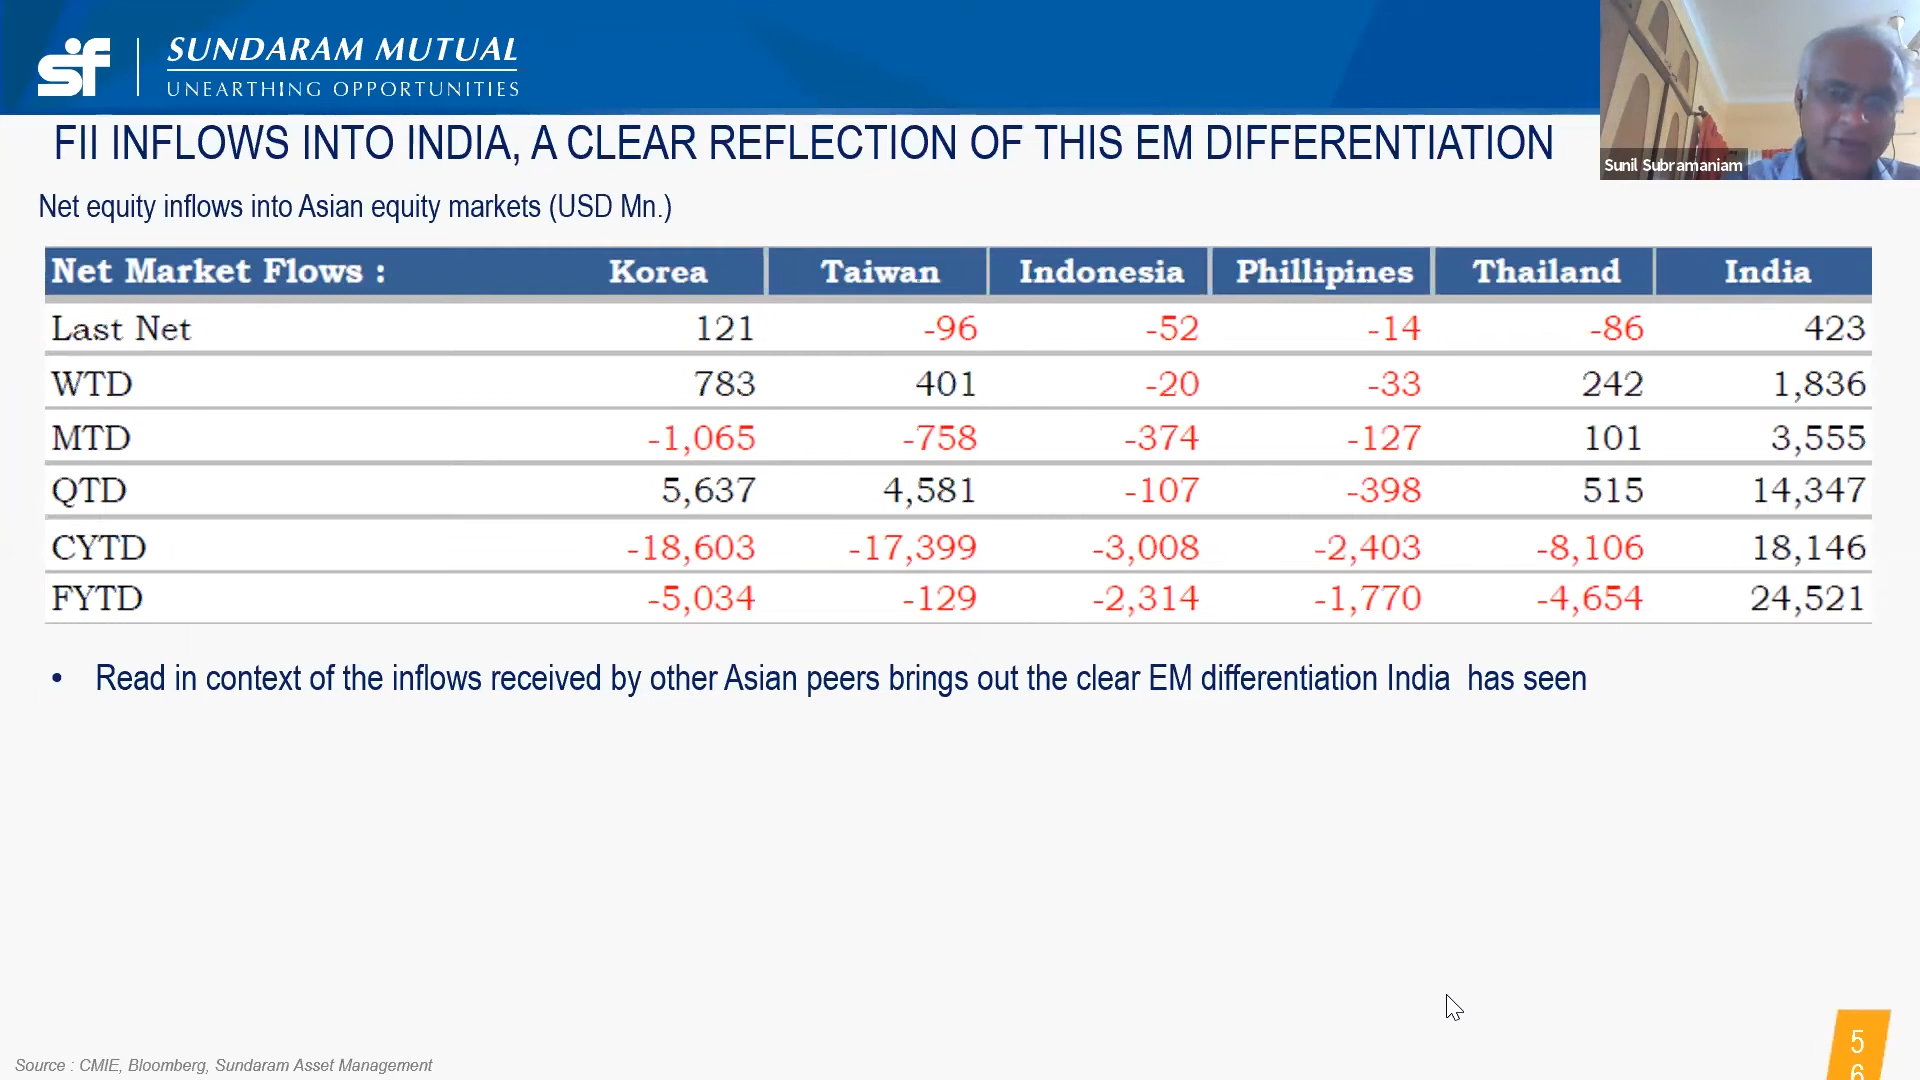 sf
SUNDARAM MUTUAL
UNEARTHING OPPORTUNITIES
FII INFLOWS INTO INDIA, A CLEAR REFLECTION OF THIS EM DIFFERENTIATION
Sunil Subramaniam
Net equity inflows into Asian equity markets (USD Mn.)
Net Market Flows : Korea Taiwan Indonesia Phillipines Thailand India
Last Net 121 -96 -52 -14 -86 423
WTD 783 401 -20 -33 242 1,836
MTD -1,065 -758 -374 -127 101 3,555
QTD 5,637 4,581 -107 -398 515 14,347
CYTD -18,603 -17,399 -3,008 -2,403 -8,106 18,146
FYTD -5,034 -129 -2,314 -1,770 -4,654 24,521
• Read in context of the inflows received by other Asian peers brings out the clear EM differentiation India  has seen
Source : CMIE, Bloomberg, Sundaram Asset Management
5
6